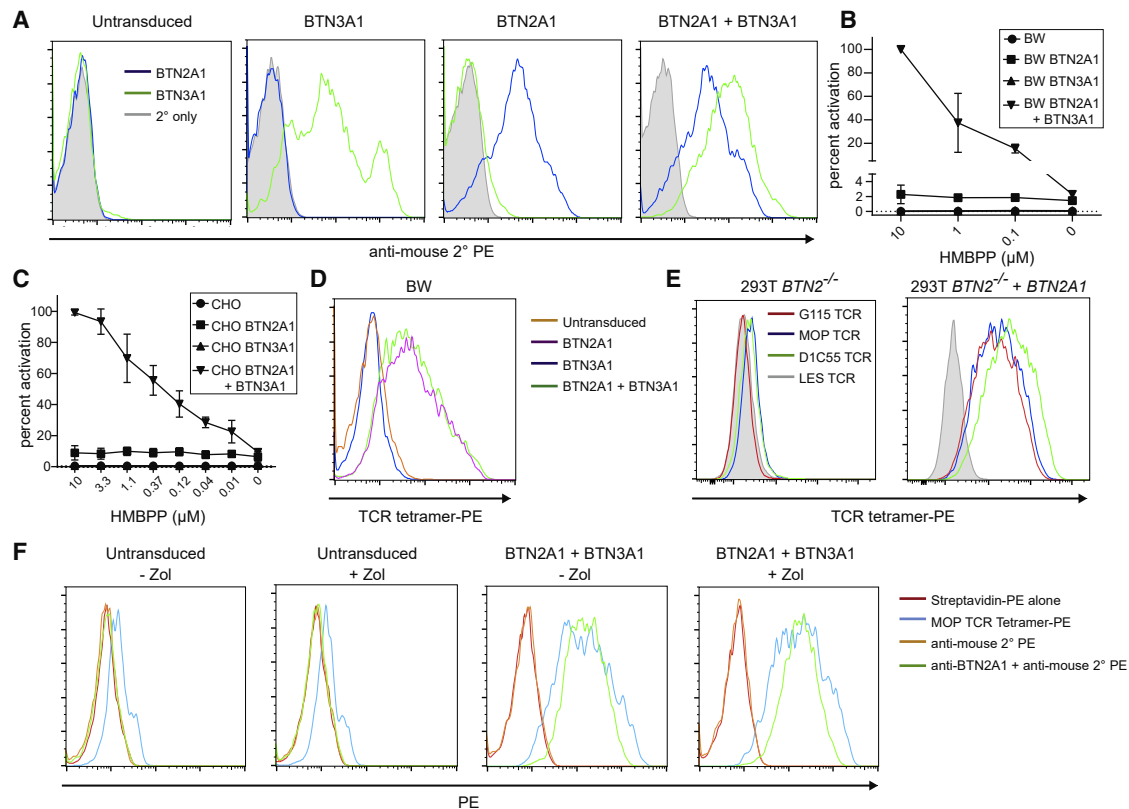 A
Untransduced
BTN3A1
BTN2A1
BTN2A1 + BTN3A1
BTN2A1
BTN3A1
2° only
anti-mouse 2° PE
B
percent activation
100
80
60
40
20
4
2
0
10
1
0.1
0
HMBPP (µM)
BW
BW BTN2A1
BW BTN3A1
BW BTN2A1
+ BTN3A1
C
percent activation
100
80
60
40
20
0
10
3.3
1.1
0.37
0.12
0.04
0.01
0
HMBPP (µM)
CHO
CHO BTN2A1
CHO BTN3A1
CHO BTN2A1
+ BTN3A1
D
BW
Untransduced
BTN2A1
BTN3A1
BTN2A1 + BTN3A1
TCR tetramer-PE
E
293T BTN2-/-
293T BTN2-/- + BTN2A1
G115 TCR
MOP TCR
D1C55 TCR
LES TCR
TCR tetramer-PE
F
Untransduced
- Zol
Untransduced
+ Zol
BTN2A1 + BTN3A1
- Zol
BTN2A1 + BTN3A1
+ Zol
Streptavidin-PE alone
MOP TCR Tetramer-PE
anti-mouse 2° PE
anti-BTN2A1 + anti-mouse 2° PE
PE